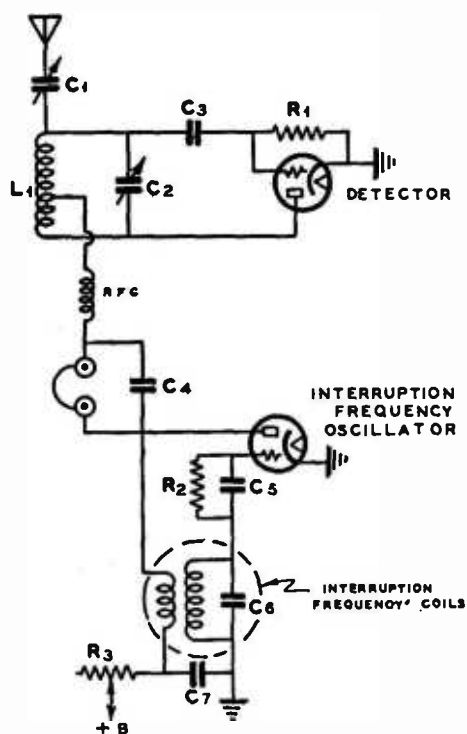 C1
C3
R1
L1
C2
DETECTOR
RFC
C4
INTERRUPTION
FREQUENCY
OSCILLATOR
R2
C5
C6
INTERRUPTION
FREQUENCY COILS
R3
C7
+B